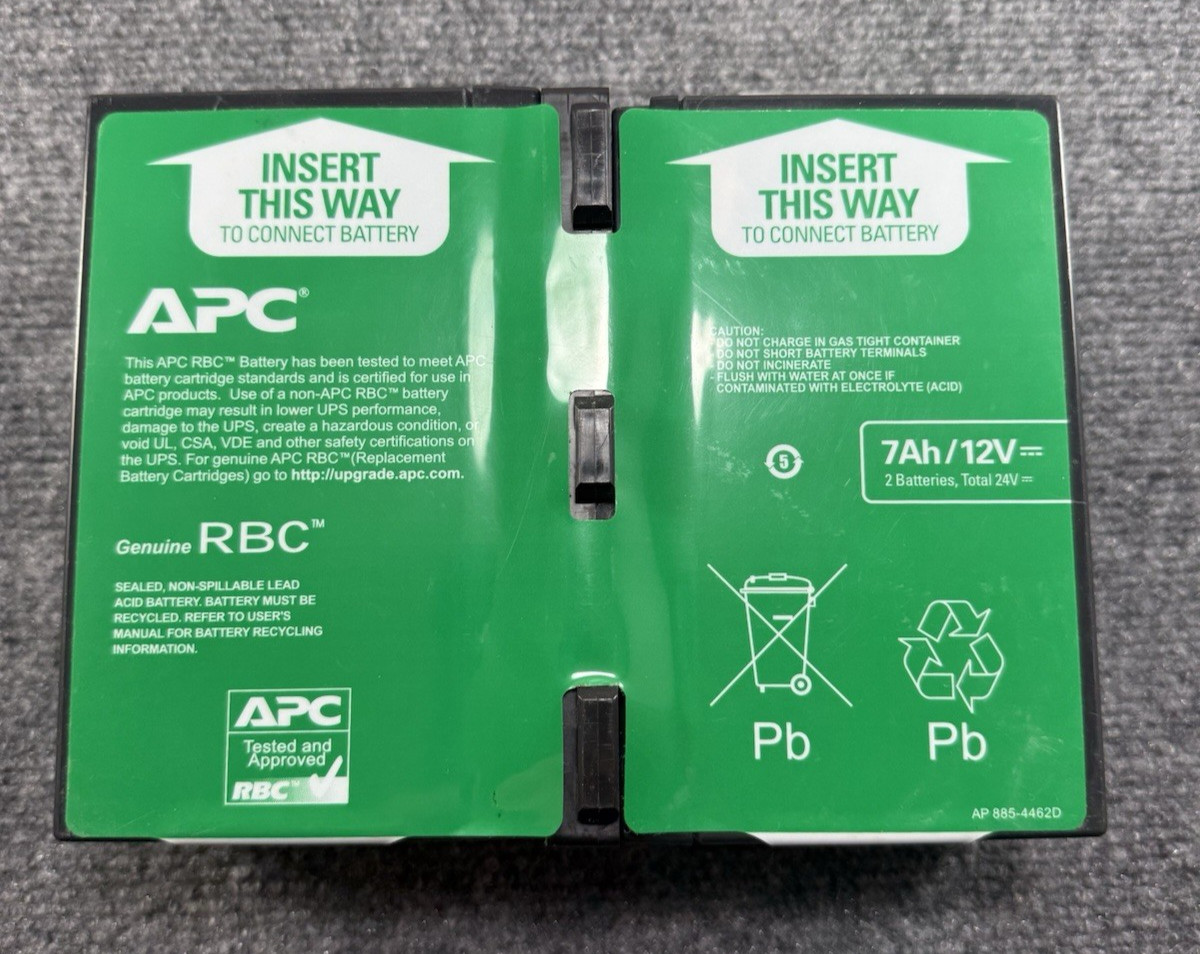 INSERT
THIS WAY
TO CONNECT BATTERY
APC®
This APC RBC™ Battery has been tested to meet APC
battery cartridge standards and is certified for use in
APC products. Use of a non-APC RBC™ battery
cartridge may result in lower UPS performance,
damage to the UPS, create a hazardous condition, or
void UL, CSA, VDE and other safety certifications on
the UPS. For genuine APC RBC™(Replacement
Battery Cartridges) go to http://upgrade.apc.com.
Genuine RBC™
SEALED, NON-SPILLABLE LEAD
ACID BATTERY. BATTERY MUST BE
RECYCLED. REFER TO USER'S
MANUAL FOR BATTERY RECYCLING
INFORMATION.
APC
Tested and
Approved
RBC™
INSERT
THIS WAY
TO CONNECT BATTERY
CAUTION:
- DO NOT CHARGE IN GAS TIGHT CONTAINER
- DO NOT SHORT BATTERY TERMINALS
- DO NOT INCINERATE
- FLUSH WITH WATER AT ONCE IF
CONTAMINATED WITH ELECTROLYTE (ACID)
5
7Ah/12V⎓
2 Batteries, Total 24V⎓
Pb
Pb
AP 885-4462D